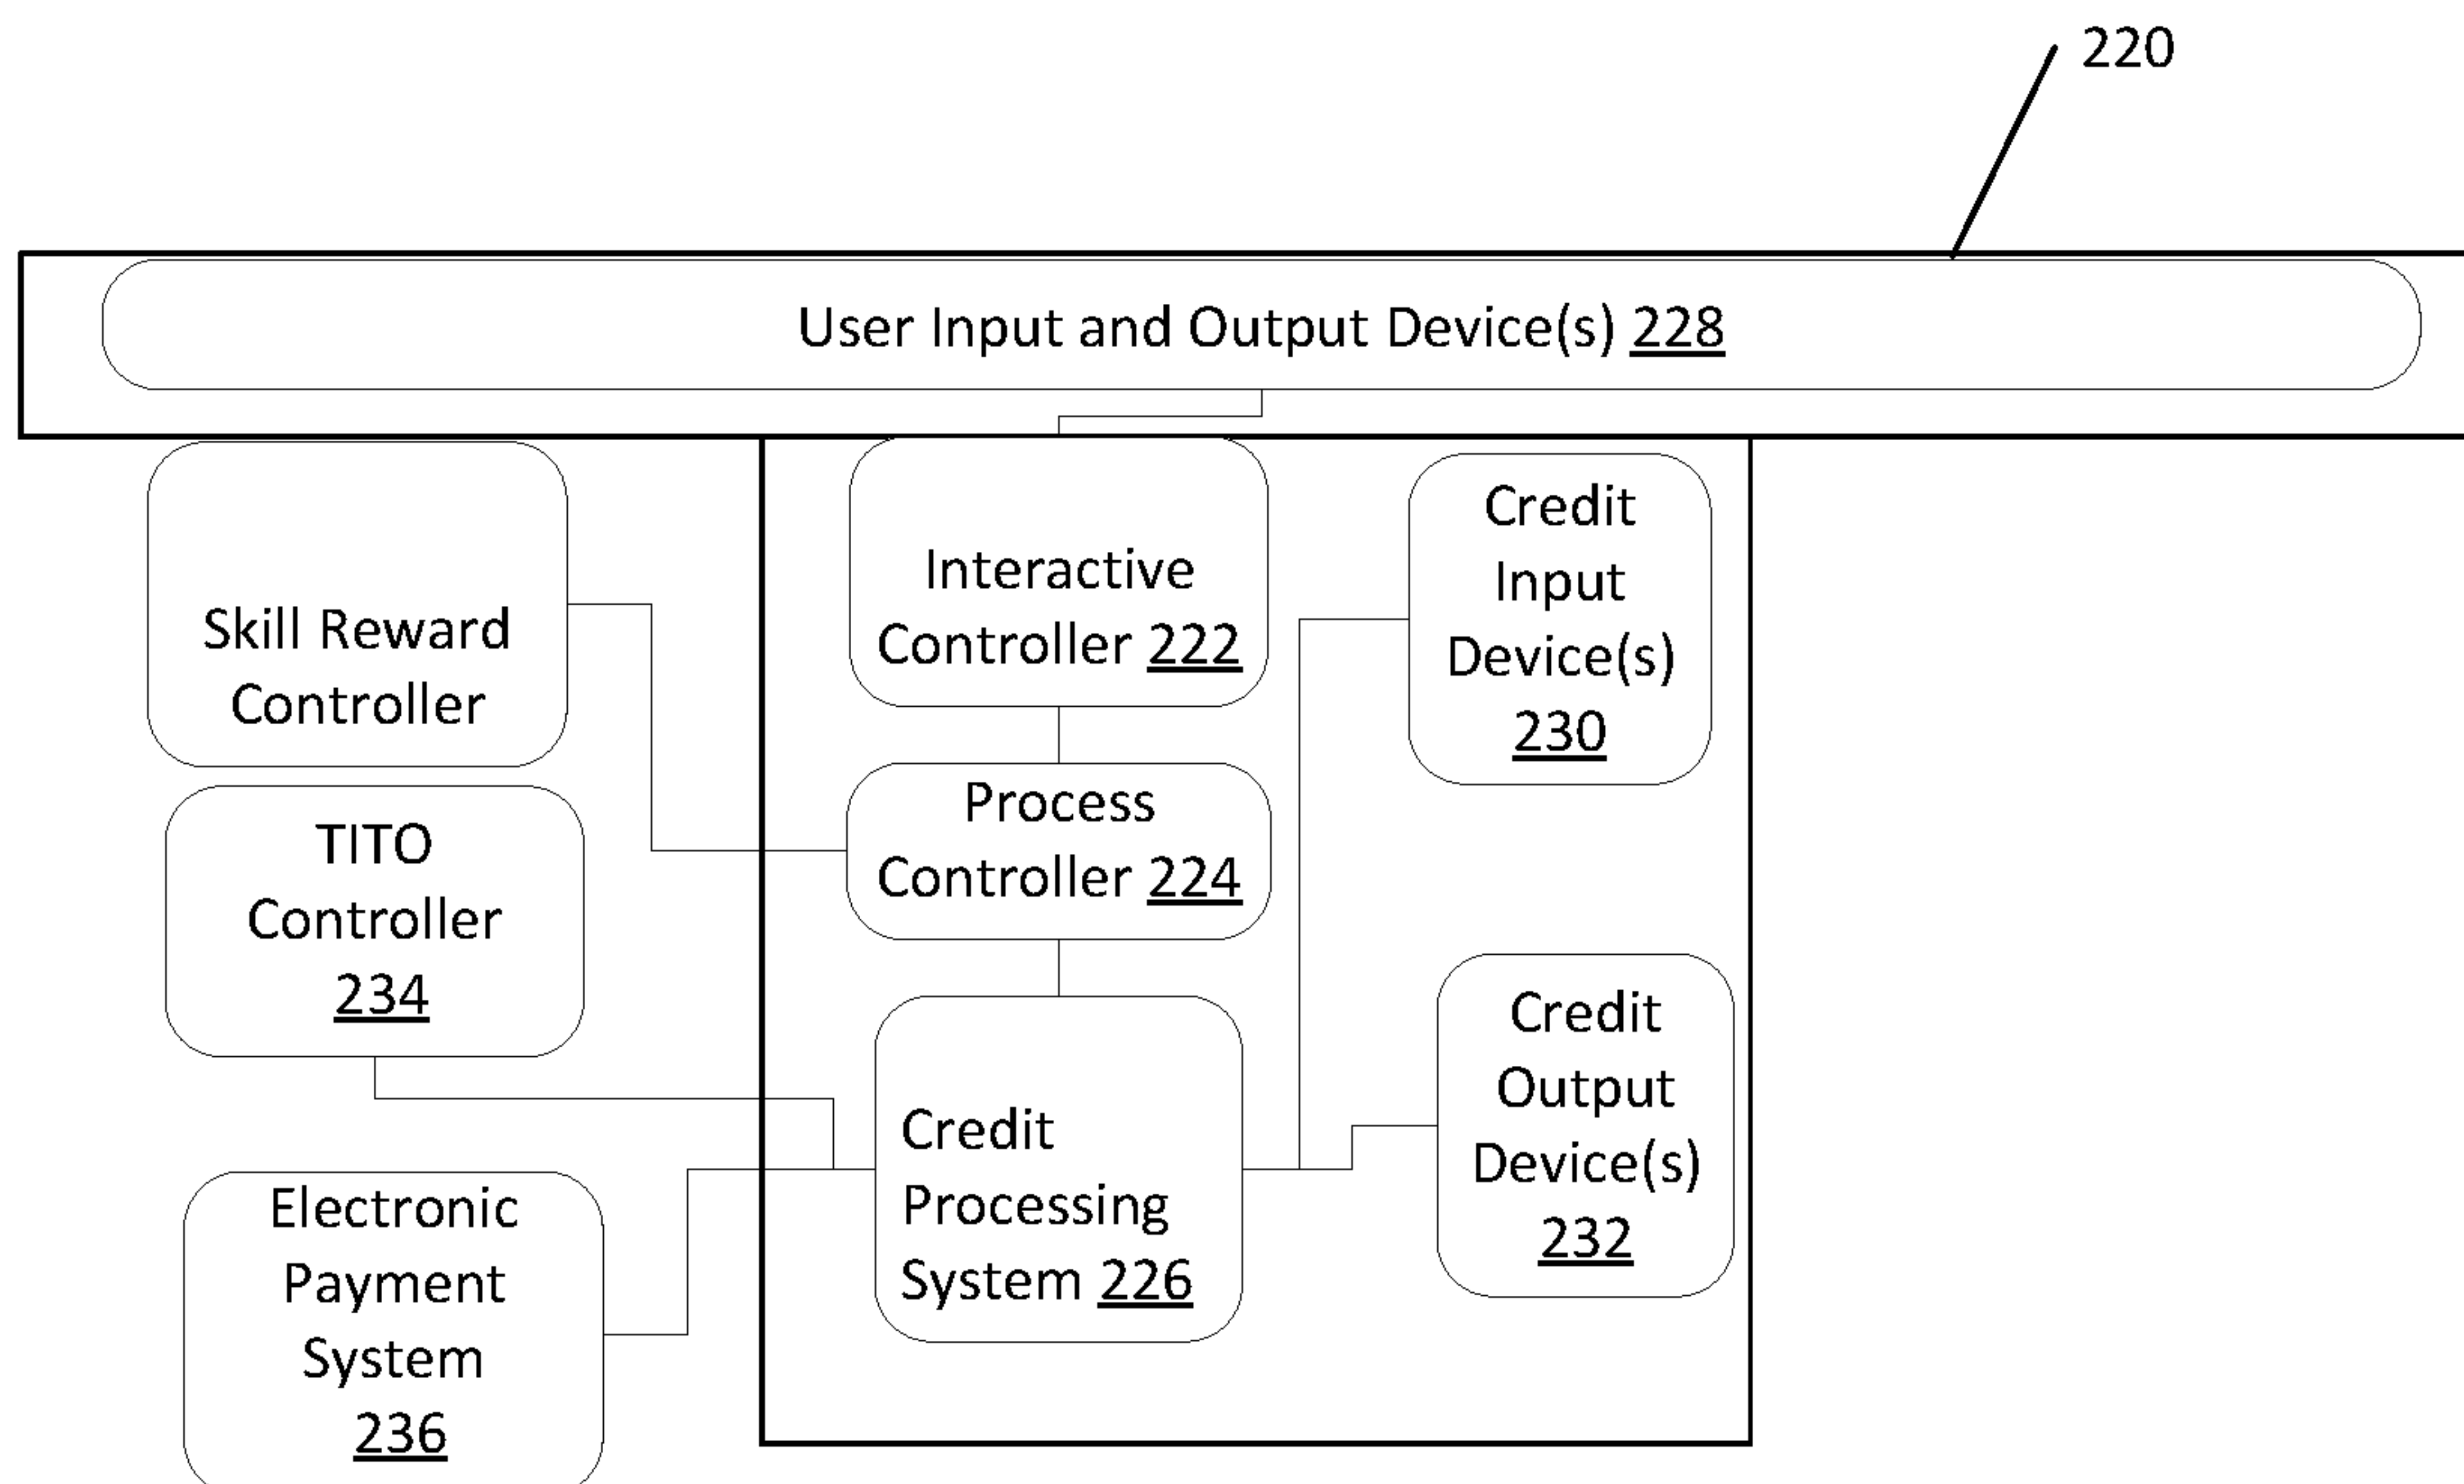 220
User Input and Output Device(s) 228
Skill Reward
Controller
Interactive
Controller 222
Credit
Input
Device(s)
230
TITO
Controller
234
Process
Controller 224
Credit
Output
Device(s)
232
Credit
Processing
System 226
Electronic
Payment
System
236